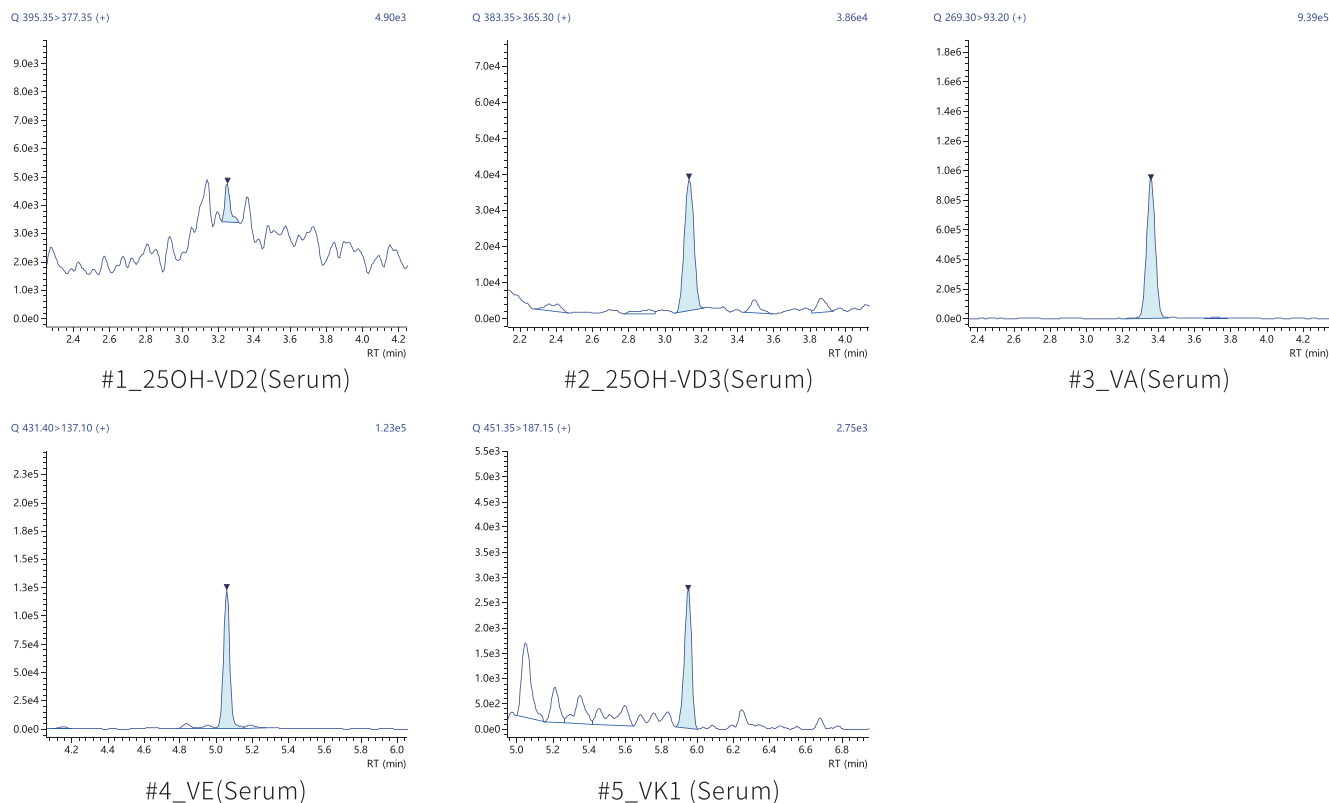 Q 395.35>377.35 (+) 4.90e3
9.0e3
8.0e3
7.0e3
6.0e3
5.0e3
4.0e3
3.0e3
2.0e3
1.0e3
0.0e0
2.4 2.6 2.8 3.0 3.2 3.4 3.6 3.8 4.0 4.2
RT (min)
#1_25OH-VD2(Serum)
Q 383.35>365.30 (+) 3.86e4
7.0e4
6.0e4
5.0e4
4.0e4
3.0e4
2.0e4
1.0e4
0.0e0
2.2 2.4 2.6 2.8 3.0 3.2 3.4 3.6 3.8 4.0
RT (min)
#2_25OH-VD3(Serum)
Q 269.30>93.20 (+) 9.39e5
1.8e6
1.6e6
1.4e6
1.2e6
1.0e6
8.0e5
6.0e5
4.0e5
2.0e5
0.0e0
2.4 2.6 2.8 3.0 3.2 3.4 3.6 3.8 4.0 4.2
RT (min)
#3_VA(Serum)
Q 431.40>137.10 (+) 1.23e5
2.3e5
2.0e5
1.8e5
1.5e5
1.3e5
1.0e5
7.5e4
5.0e4
2.5e4
0.0e0
4.2 4.4 4.6 4.8 5.0 5.2 5.4 5.6 5.8 6.0
RT (min)
#4_VE(Serum)
Q 451.35>187.15 (+) 2.75e3
5.5e3
5.0e3
4.5e3
4.0e3
3.5e3
3.0e3
2.5e3
2.0e3
1.5e3
1.0e3
5.0e2
0.0e0
5.0 5.2 5.4 5.6 5.8 6.0 6.2 6.4 6.6 6.8
RT (min)
#5_VK1 (Serum)